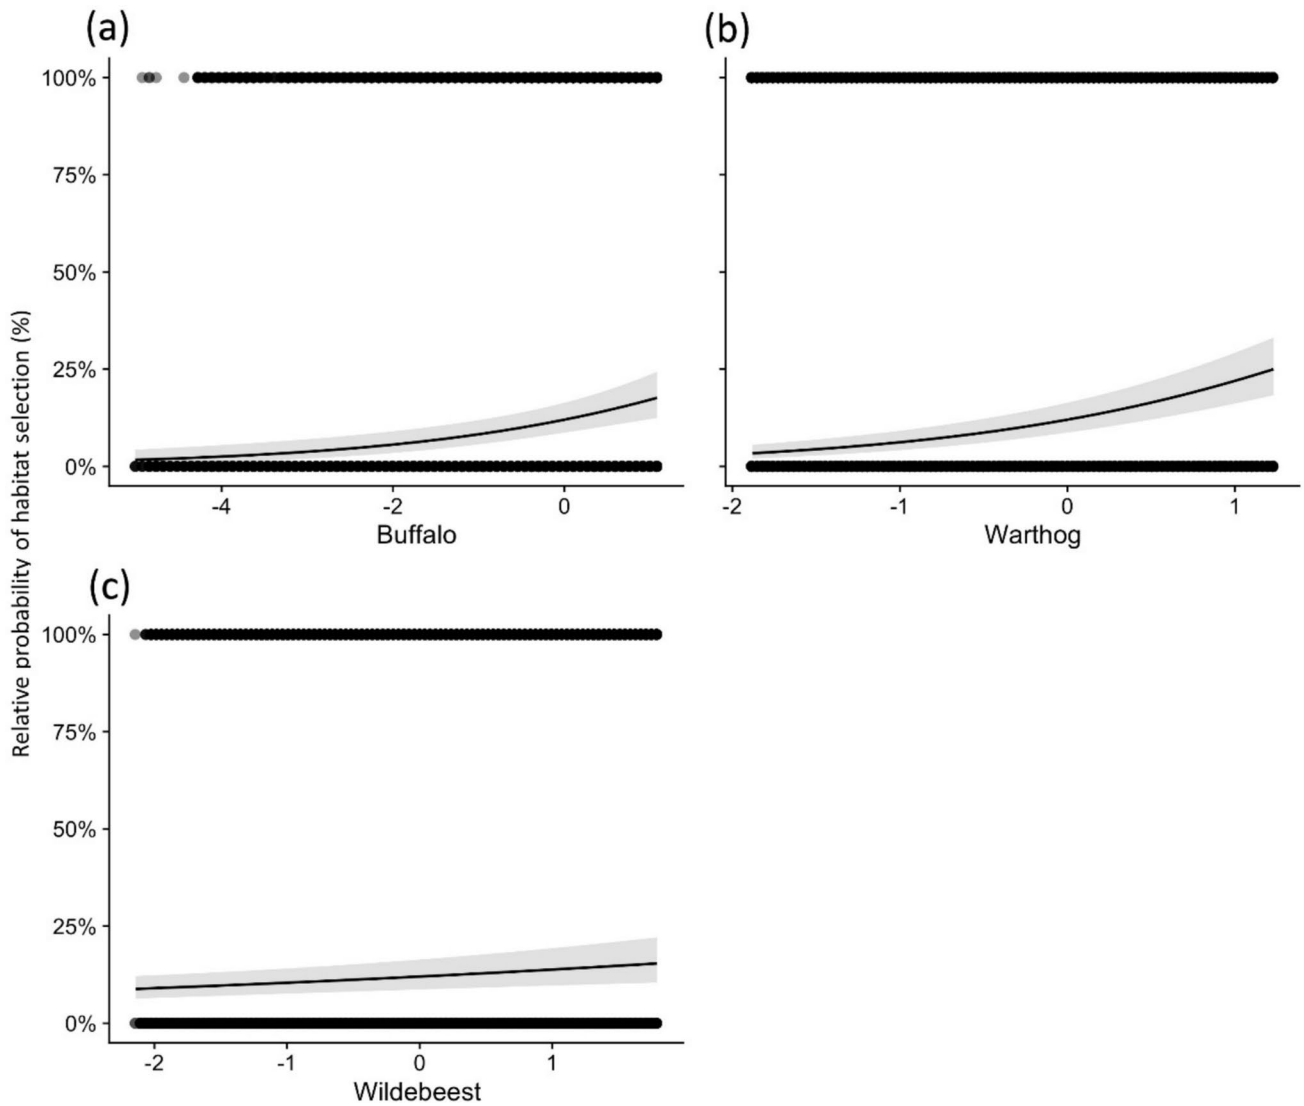 (a)
(b)
100%
75%
50%
25%
0%
-4 -2 0
-2 -1 0 1
Buffalo
Warthog
Relative probability of habitat selection (%)
(c)
100%
75%
50%
25%
0%
-2 -1 0 1
Wildebeest